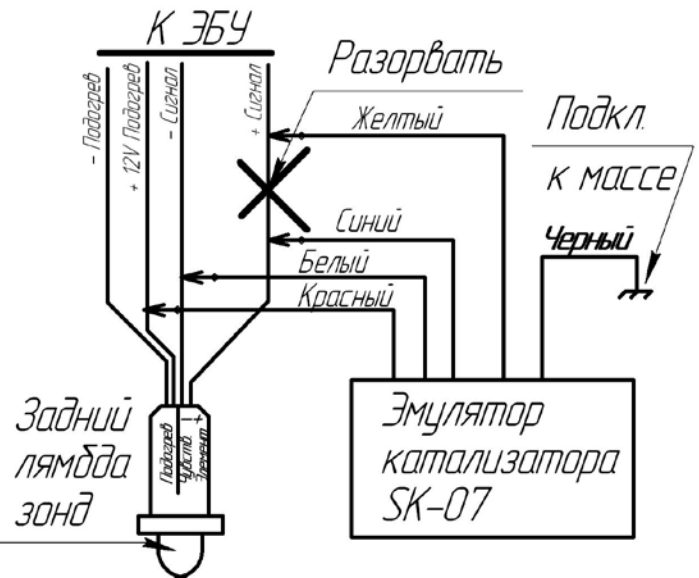 К ЭБУ
Разорвать
- Подогрев
+ 12V Подогрев
- Сигнал
+ Сигнал
Желтый
Подкл.
к массе
Синий
Черный
Белый
Красный
Задний
лямбда
зонд
Подогрев
Чувств.
Элемент
- +
Эмулятор
катализатора
SK-07